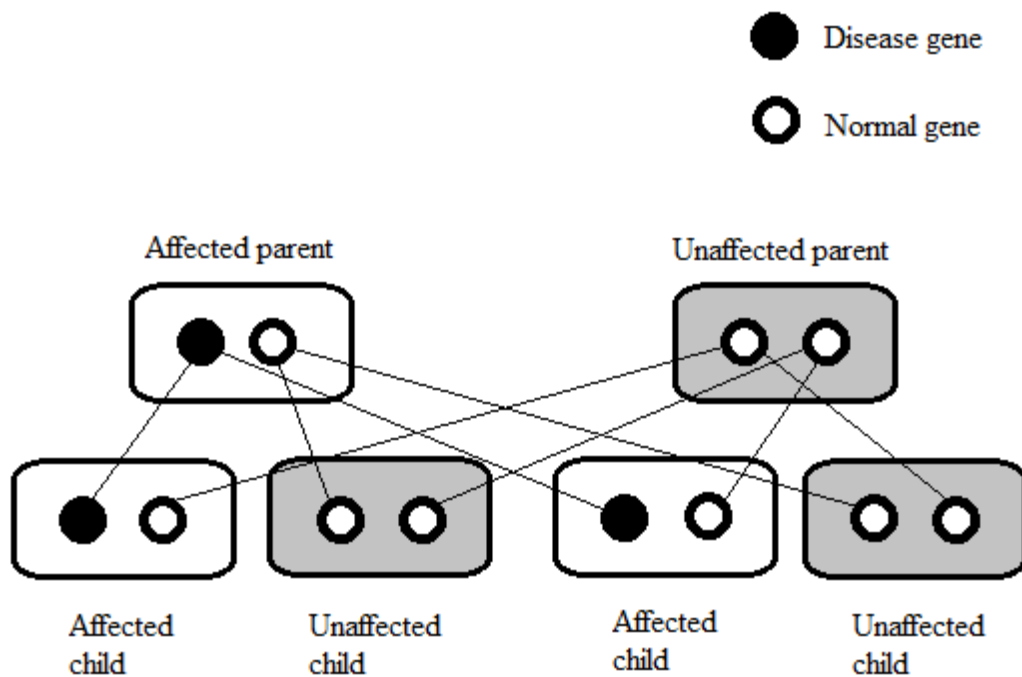 Disease gene
Normal gene
Affected parent
Unaffected parent
Affected
child
Unaffected
child
Affected
child
Unaffected
child